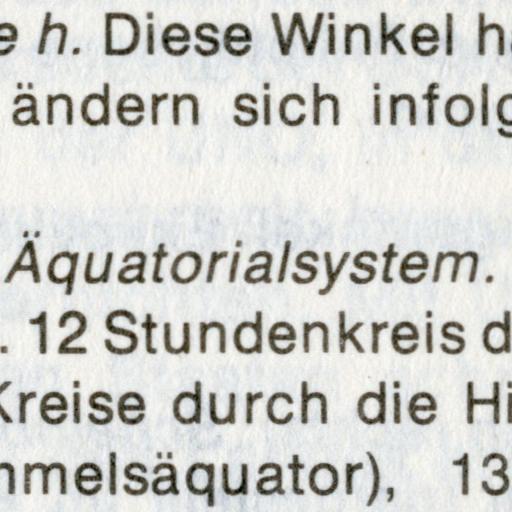 e h. Diese Winkel ha
ändern sich infolg
Äquatorialsystem.
. 12 Stundenkreis d
Kreise durch die Hi
mmelsäquator), 13